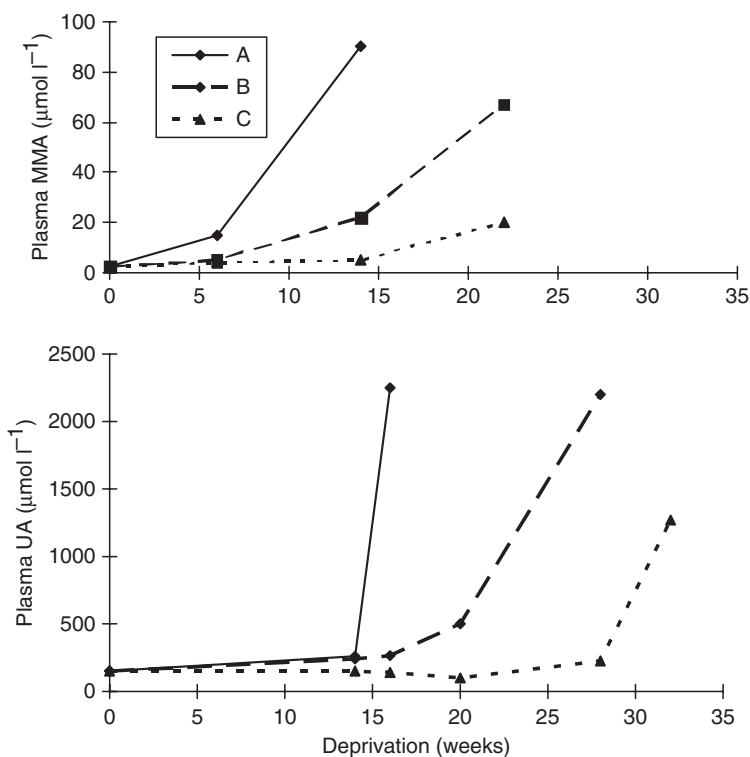 Plasma MMA (μmol l⁻¹)
100
80
60
40
20
0
A
B
C
0 5 10 15 20 25 30 35
Plasma UA (μmol l⁻¹)
2500
2000
1500
1000
500
0
0 5 10 15 20 25 30 35
Deprivation (weeks)